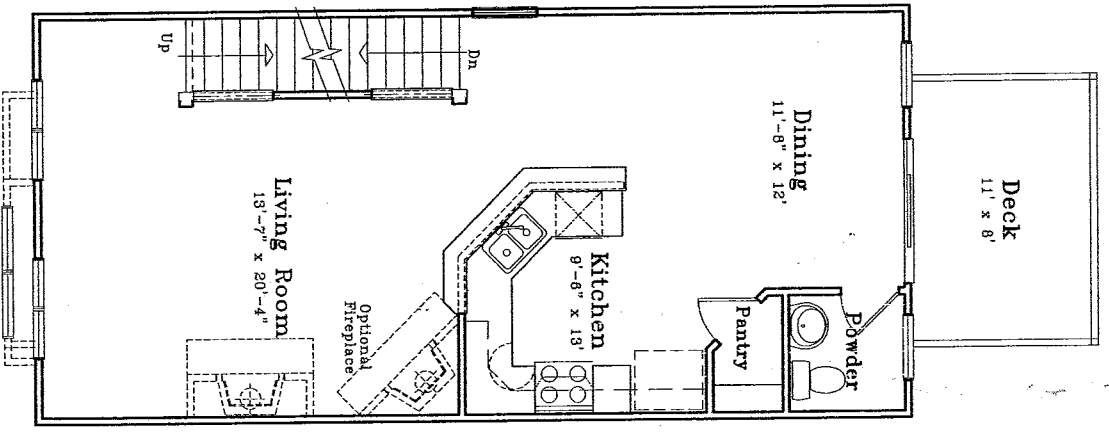 Up
Dn
Dining
11'-8" x 12'
Deck
11' x 8'
Living Room
13'-7" x 20'-4"
Kitchen
9'-6" x 13'
Optional
Fireplace
Pantry
Powder